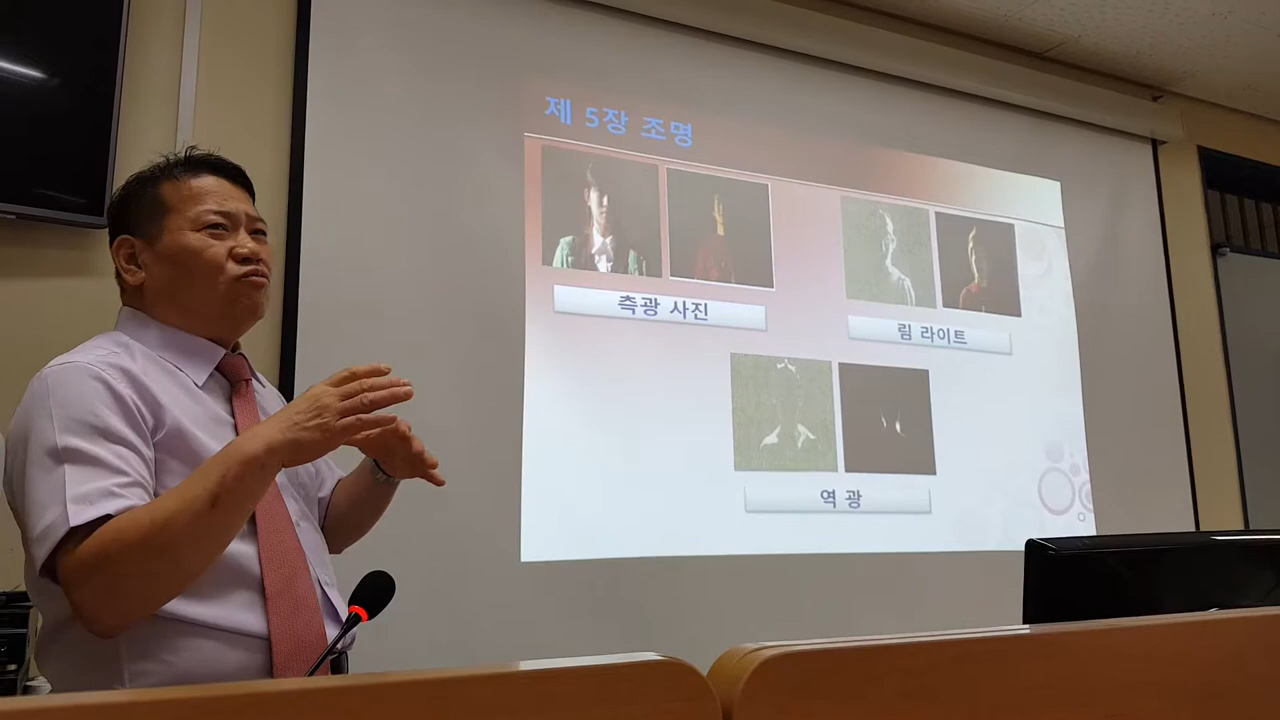 제 5장 조명
측광 사진
림 라이트
역 광